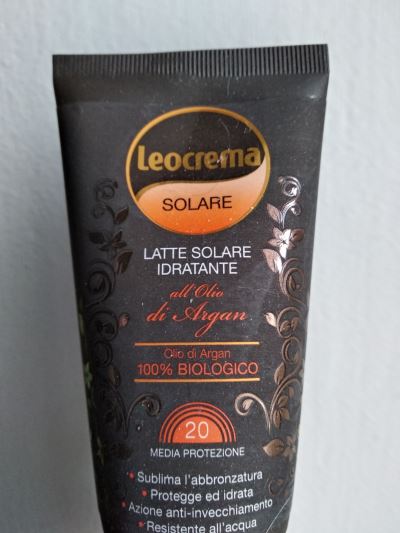 Leocrema
SOLARE
LATTE SOLARE
IDRATANTE
all'Olio
di Argan
Olio di Argan
100% BIOLOGICO
20
MEDIA PROTEZIONE
• Sublima l'abbronzatura
• Protegge ed idrata
• Azione anti-invecchiamento
• Resistente all'acqua